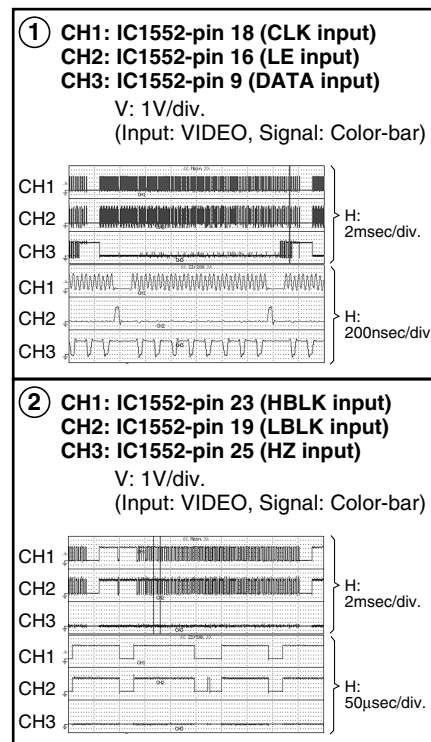 ① CH1: IC1552-pin 18 (CLK input)
CH2: IC1552-pin 16 (LE input)
CH3: IC1552-pin 9 (DATA input)
V: 1V/div.
(Input: VIDEO, Signal: Color-bar)
<< Main >>
CH1
CH2
CH3
H:
2msec/div.
CH1
CH2
CH3
H:
200nsec/div
② CH1: IC1552-pin 23 (HBLK input)
CH2: IC1552-pin 19 (LBLK input)
CH3: IC1552-pin 25 (HZ input)
V: 1V/div.
(Input: VIDEO, Signal: Color-bar)
<< Main >>
CH1
CH2
CH3
H:
2msec/div.
CH1
CH2
CH3
H:
50μsec/div.